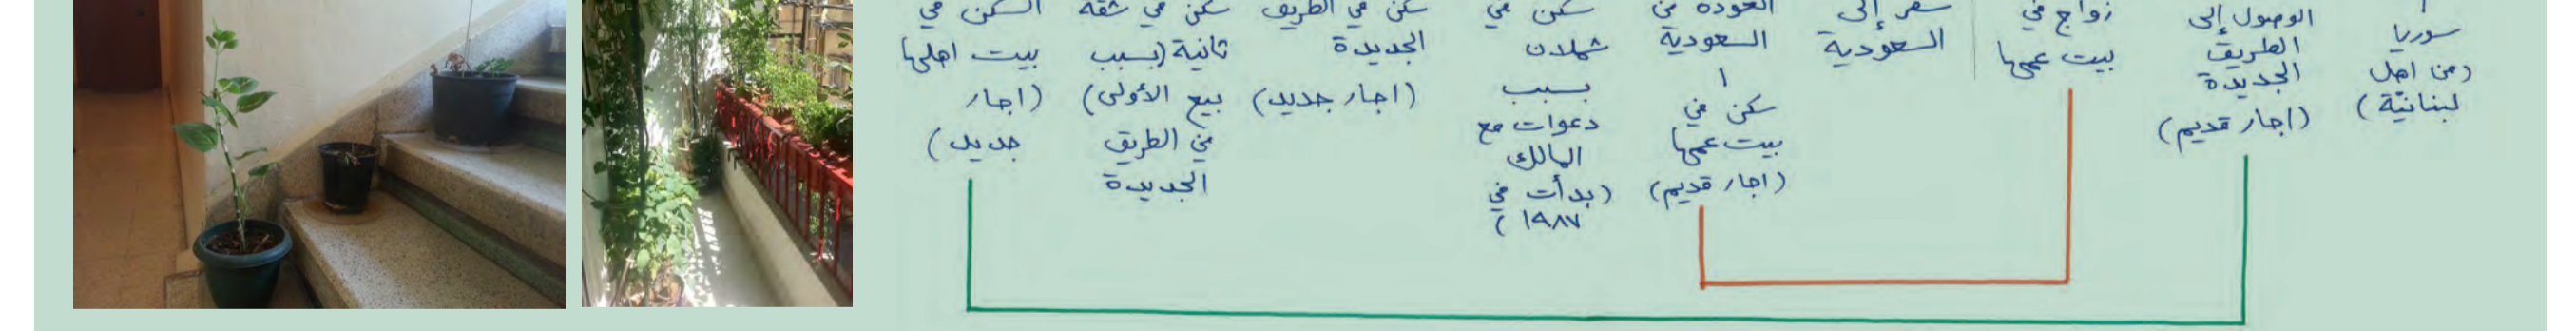 سوريا
(من اهل
لبنانيّة)
الوصول إلى
الطريق
الجديدة
(اجار قديم)
زواج في
بيت عمها
سفر إلى
السعودية
العودة من
السعودية
سكن في
بيت عمها
(اجار قديم)
سكن في
شملان
بسبب
دعوات مع
المالك
(بدأت في
١٩٨٧)
سكن في الطريق
الجديدة
(اجار جديد)
سكن في شقة
ثانية (بسبب
بيع الأولى)
في الطريق
الجديدة
السكن في
بيت اهلها
(اجار
جديد)